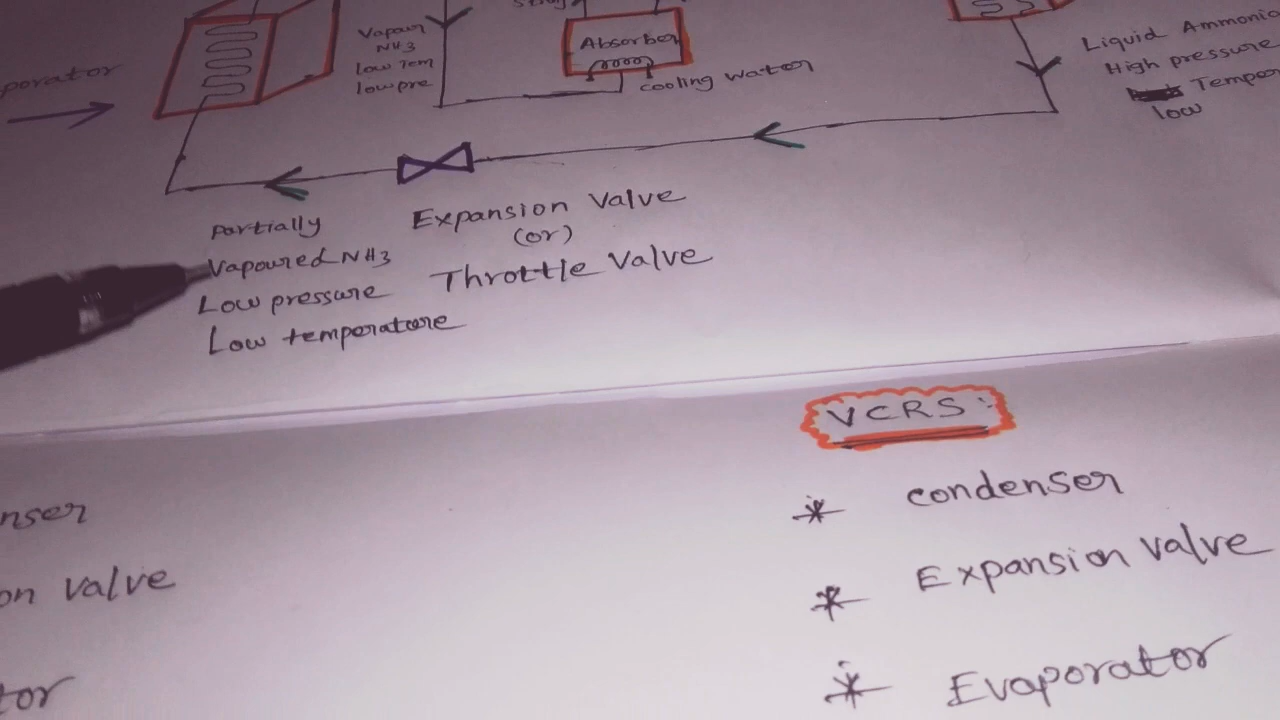 Vapour
NH3
low Tem
low pre
Absorber
cooling water
Liquid Ammonia
High pressure
Temper
low
porator
Partially
Vapoured NH3
Low pressure
Low temperature
Expansion Valve
(or)
Throttle Valve
VCRS:
nser
on valve
tor
* condenser
* Expansion valve
* Evaporator